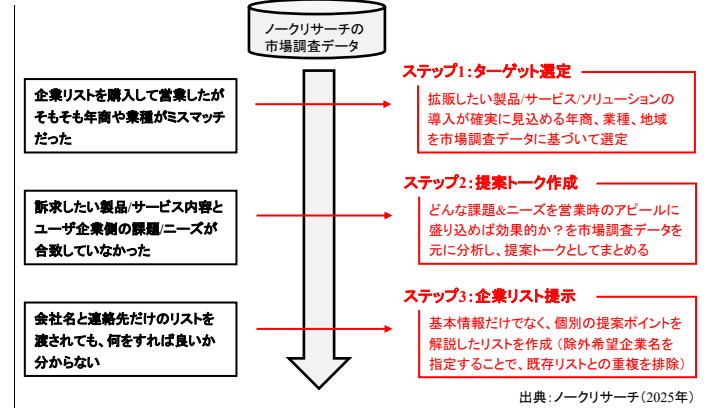 ノークリサーチの
市場調査データ
企業リストを購入して営業したが
そもそも年商や業種がミスマッチ
だった
ステップ1:ターゲット選定
拡販したい製品/サービス/ソリューションの
導入が確実に見込める年商、業種、地域
を市場調査データに基づいて選定
訴求したい製品/サービス内容と
ユーザ企業側の課題/ニーズが
合致していなかった
ステップ2:提案トーク作成
どんな課題&ニーズを営業時のアピールに
盛り込めば効果的か?を市場調査データを
元に分析し、提案トークとしてまとめる
会社名と連絡先だけのリストを
渡されても、何をすれば良いか
分からない
ステップ3:企業リスト提示
基本情報だけでなく、個別の提案ポイントを
解説したリストを作成 (除外希望企業名を
指定することで、既存リストとの重複を排除)
出典:ノークリサーチ(2025年)